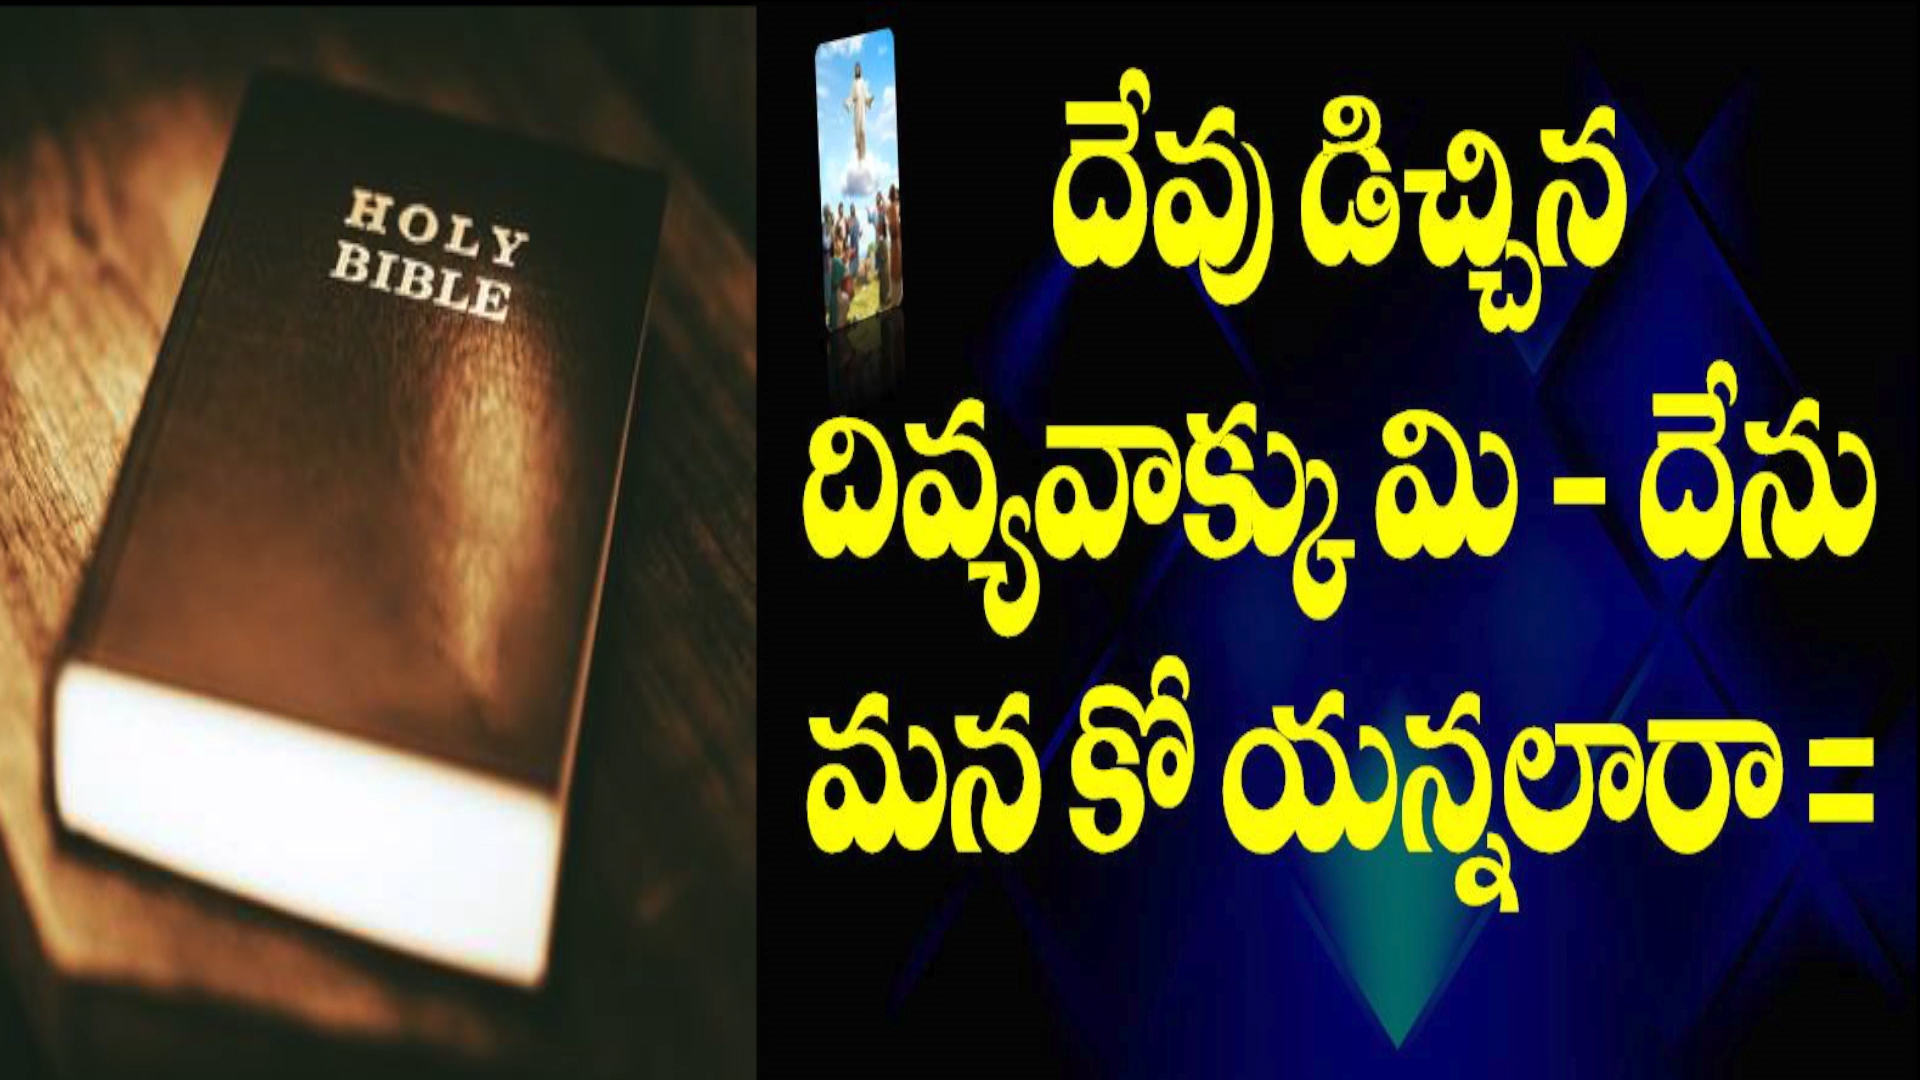 HOLY
BIBLE
దేవు డిచ్చిన
దివ్యవాక్కు మి - దేను
మన కో యన్నలారా =